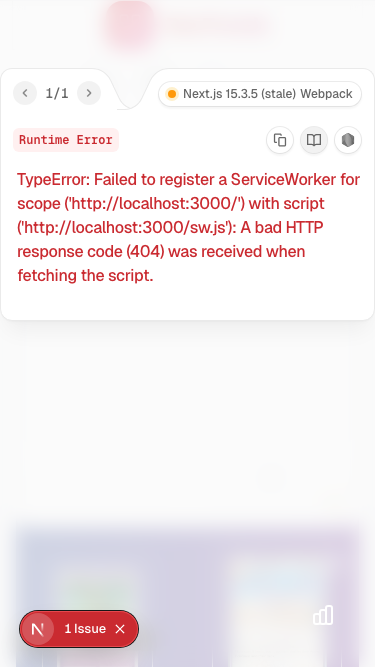 1/1
Next.js 15.3.5 (stale) Webpack
Runtime Error
TypeError: Failed to register a ServiceWorker for
scope ('http://localhost:3000/') with script
('http://localhost:3000/sw.js'): A bad HTTP
response code (404) was received when
fetching the script.
N 1 Issue